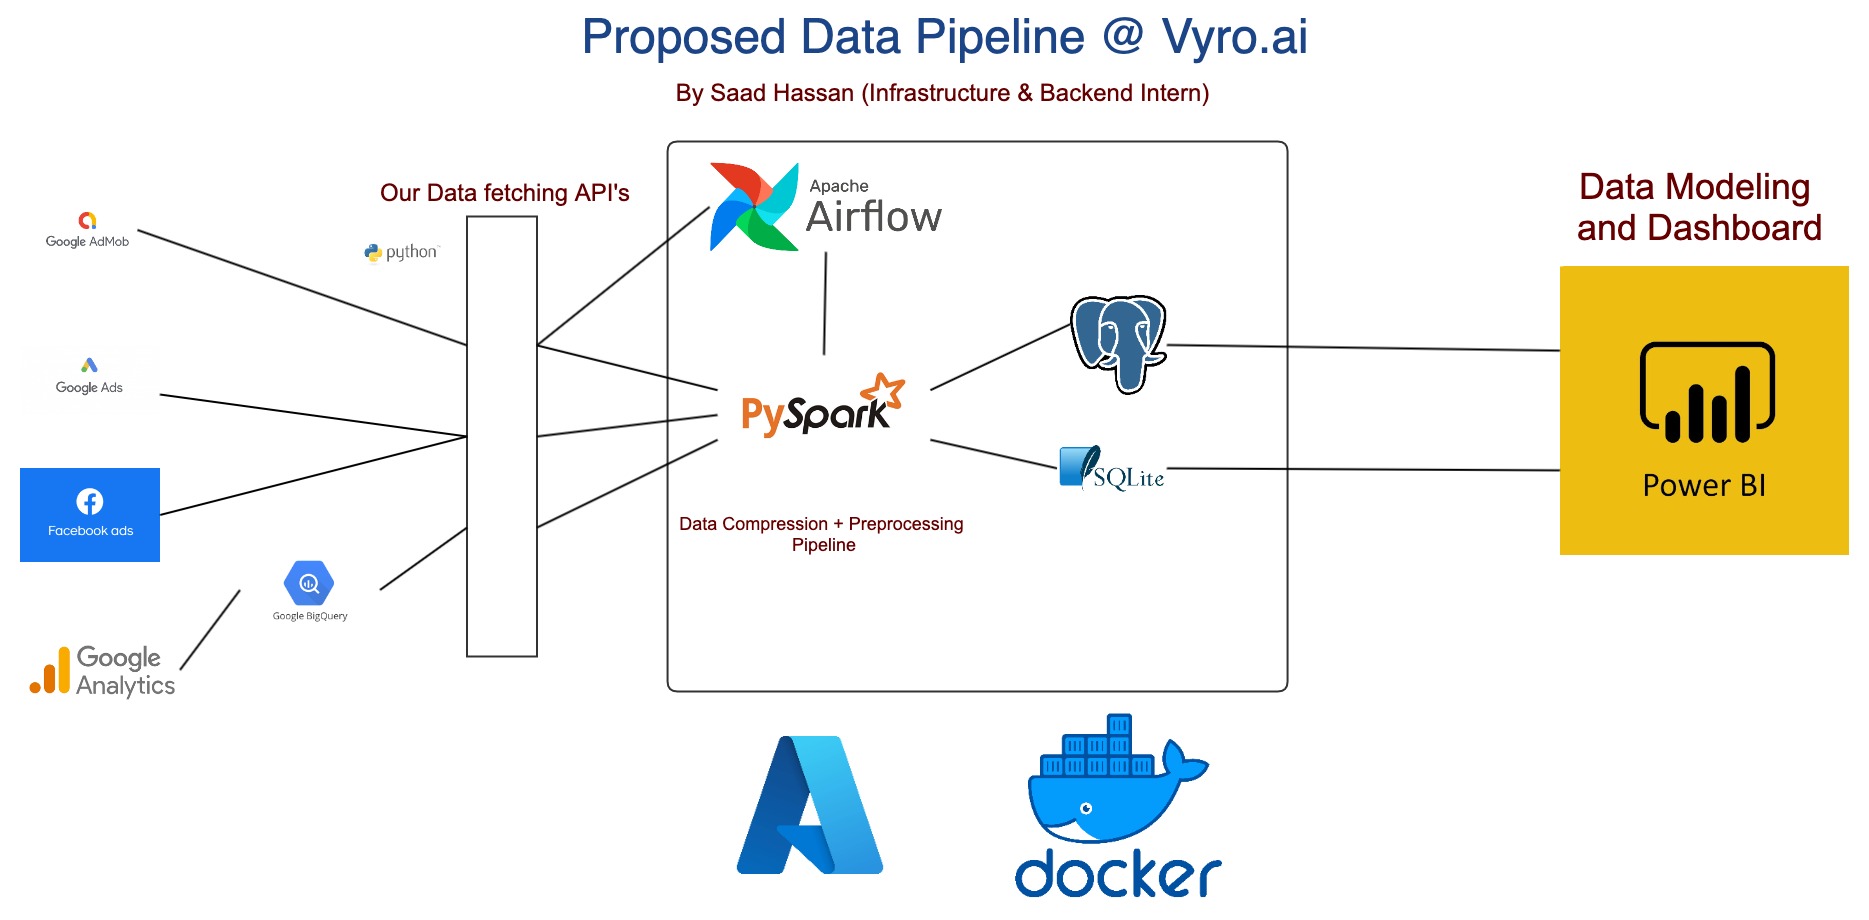 Proposed Data Pipeline @ Vyro.ai
By Saad Hassan (Infrastructure & Backend Intern)
Our Data fetching API's
Google AdMob
python
Google Ads
Facebook ads
Google BigQuery
Google
Analytics
Apache
Airflow
PySpark
Data Compression + Preprocessing
Pipeline
SQLite
Data Modeling
and Dashboard
Power BI
docker